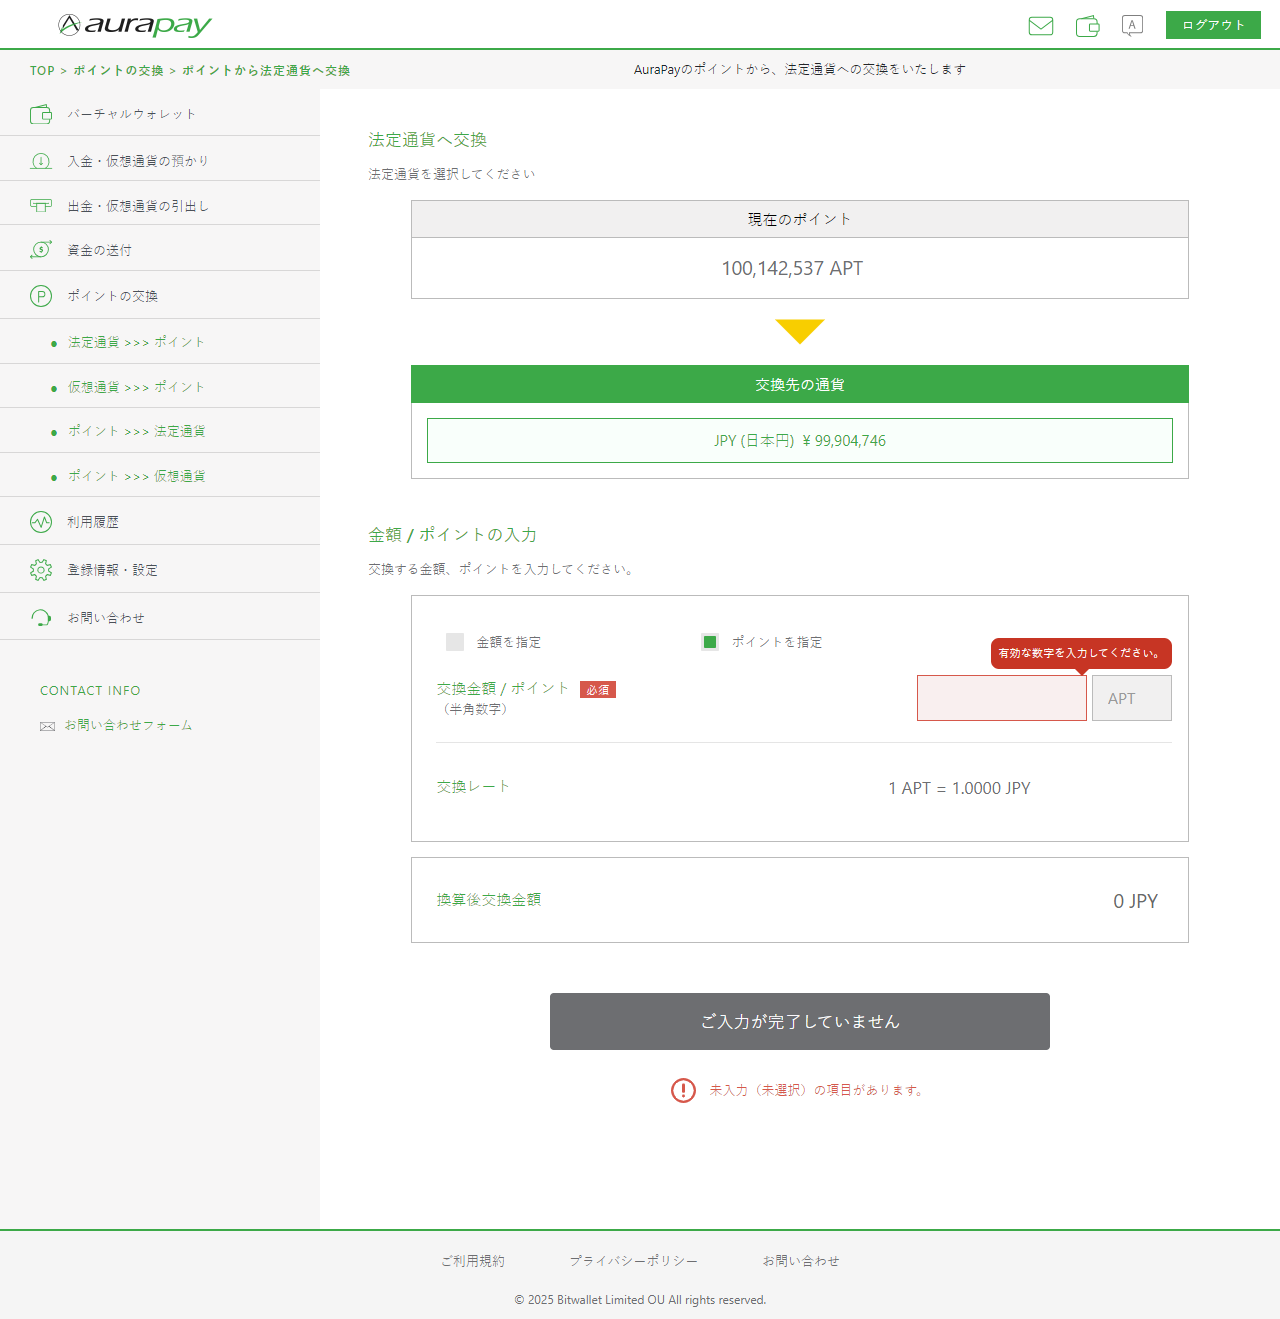 aurapay
A
ログアウト
TOP > ポイントの交換 > ポイントから法定通貨へ交換
AuraPayのポイントから、法定通貨への交換をいたします
バーチャルウォレット
入金・仮想通貨の預かり
出金・仮想通貨の引出し
資金の送付
ポイントの交換
法定通貨 >>> ポイント
仮想通貨 >>> ポイント
ポイント >>> 法定通貨
ポイント >>> 仮想通貨
利用履歴
登録情報・設定
お問い合わせ
CONTACT INFO
お問い合わせフォーム
法定通貨へ交換
法定通貨を選択してください
現在のポイント
100,142,537 APT
交換先の通貨
JPY (日本円) ¥ 99,904,746
金額 / ポイントの入力
交換する金額、ポイントを入力してください。
金額を指定
ポイントを指定
有効な数字を入力してください。
交換金額 / ポイント 必須
（半角数字）
APT
交換レート
1 APT = 1.0000 JPY
換算後交換金額
0 JPY
ご入力が完了していません
未入力（未選択）の項目があります。
ご利用規約
プライバシーポリシー
お問い合わせ
© 2025 Bitwallet Limited OU All rights reserved.